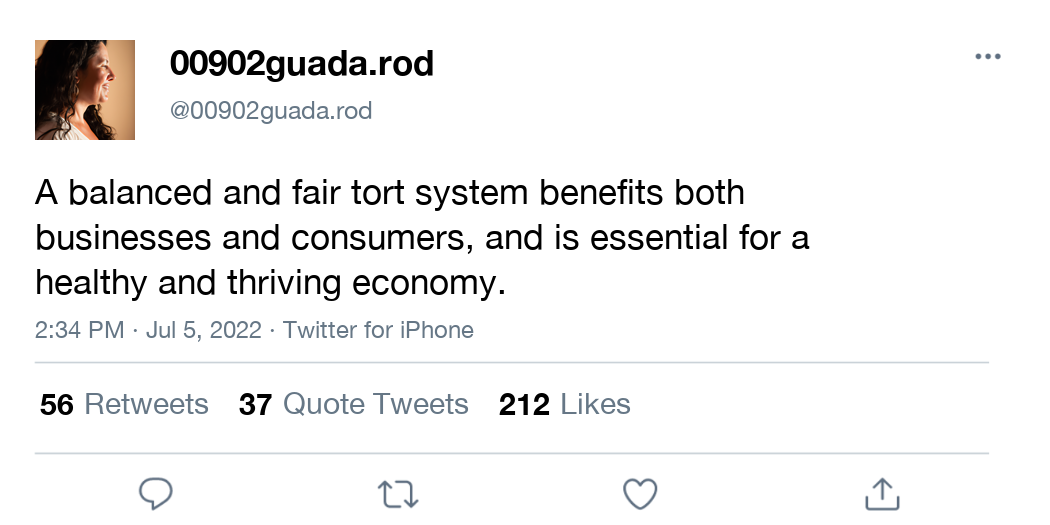 00902guada.rod
@00902guada.rod
A balanced and fair tort system benefits both
businesses and consumers, and is essential for a
healthy and thriving economy.
2:34 PM · Jul 5, 2022 · Twitter for iPhone
56 Retweets 37 Quote Tweets 212 Likes